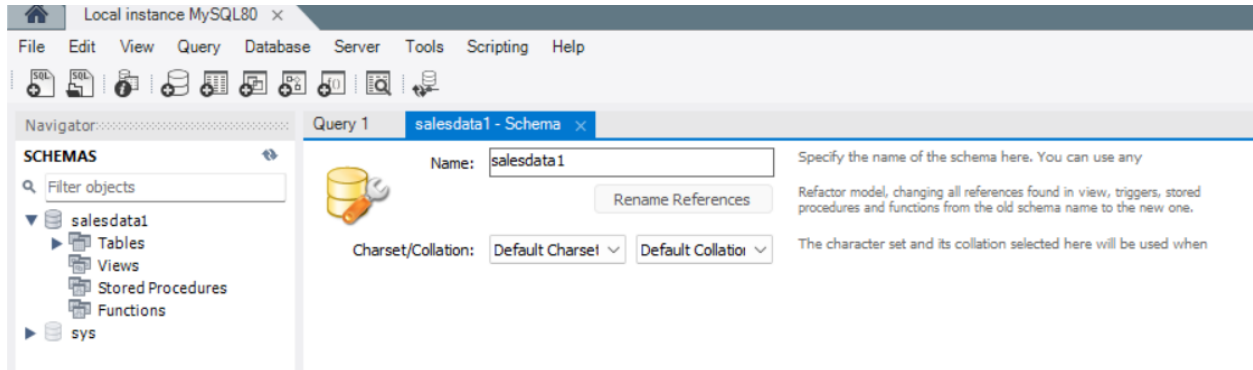 Local instance MySQL80 ×
File Edit View Query Database Server Tools Scripting Help
SQL SQL
Navigator
SCHEMAS
Filter objects
salesdata1
Tables
Views
Stored Procedures
Functions
sys
Query 1 salesdata1 - Schema ×
Name: salesdata1
Specify the name of the schema here. You can use any
Rename References
Refactor model, changing all references found in view, triggers, stored
procedures and functions from the old schema name to the new one.
Charset/Collation: Default Charset Default Collatio
The character set and its collation selected here will be used when